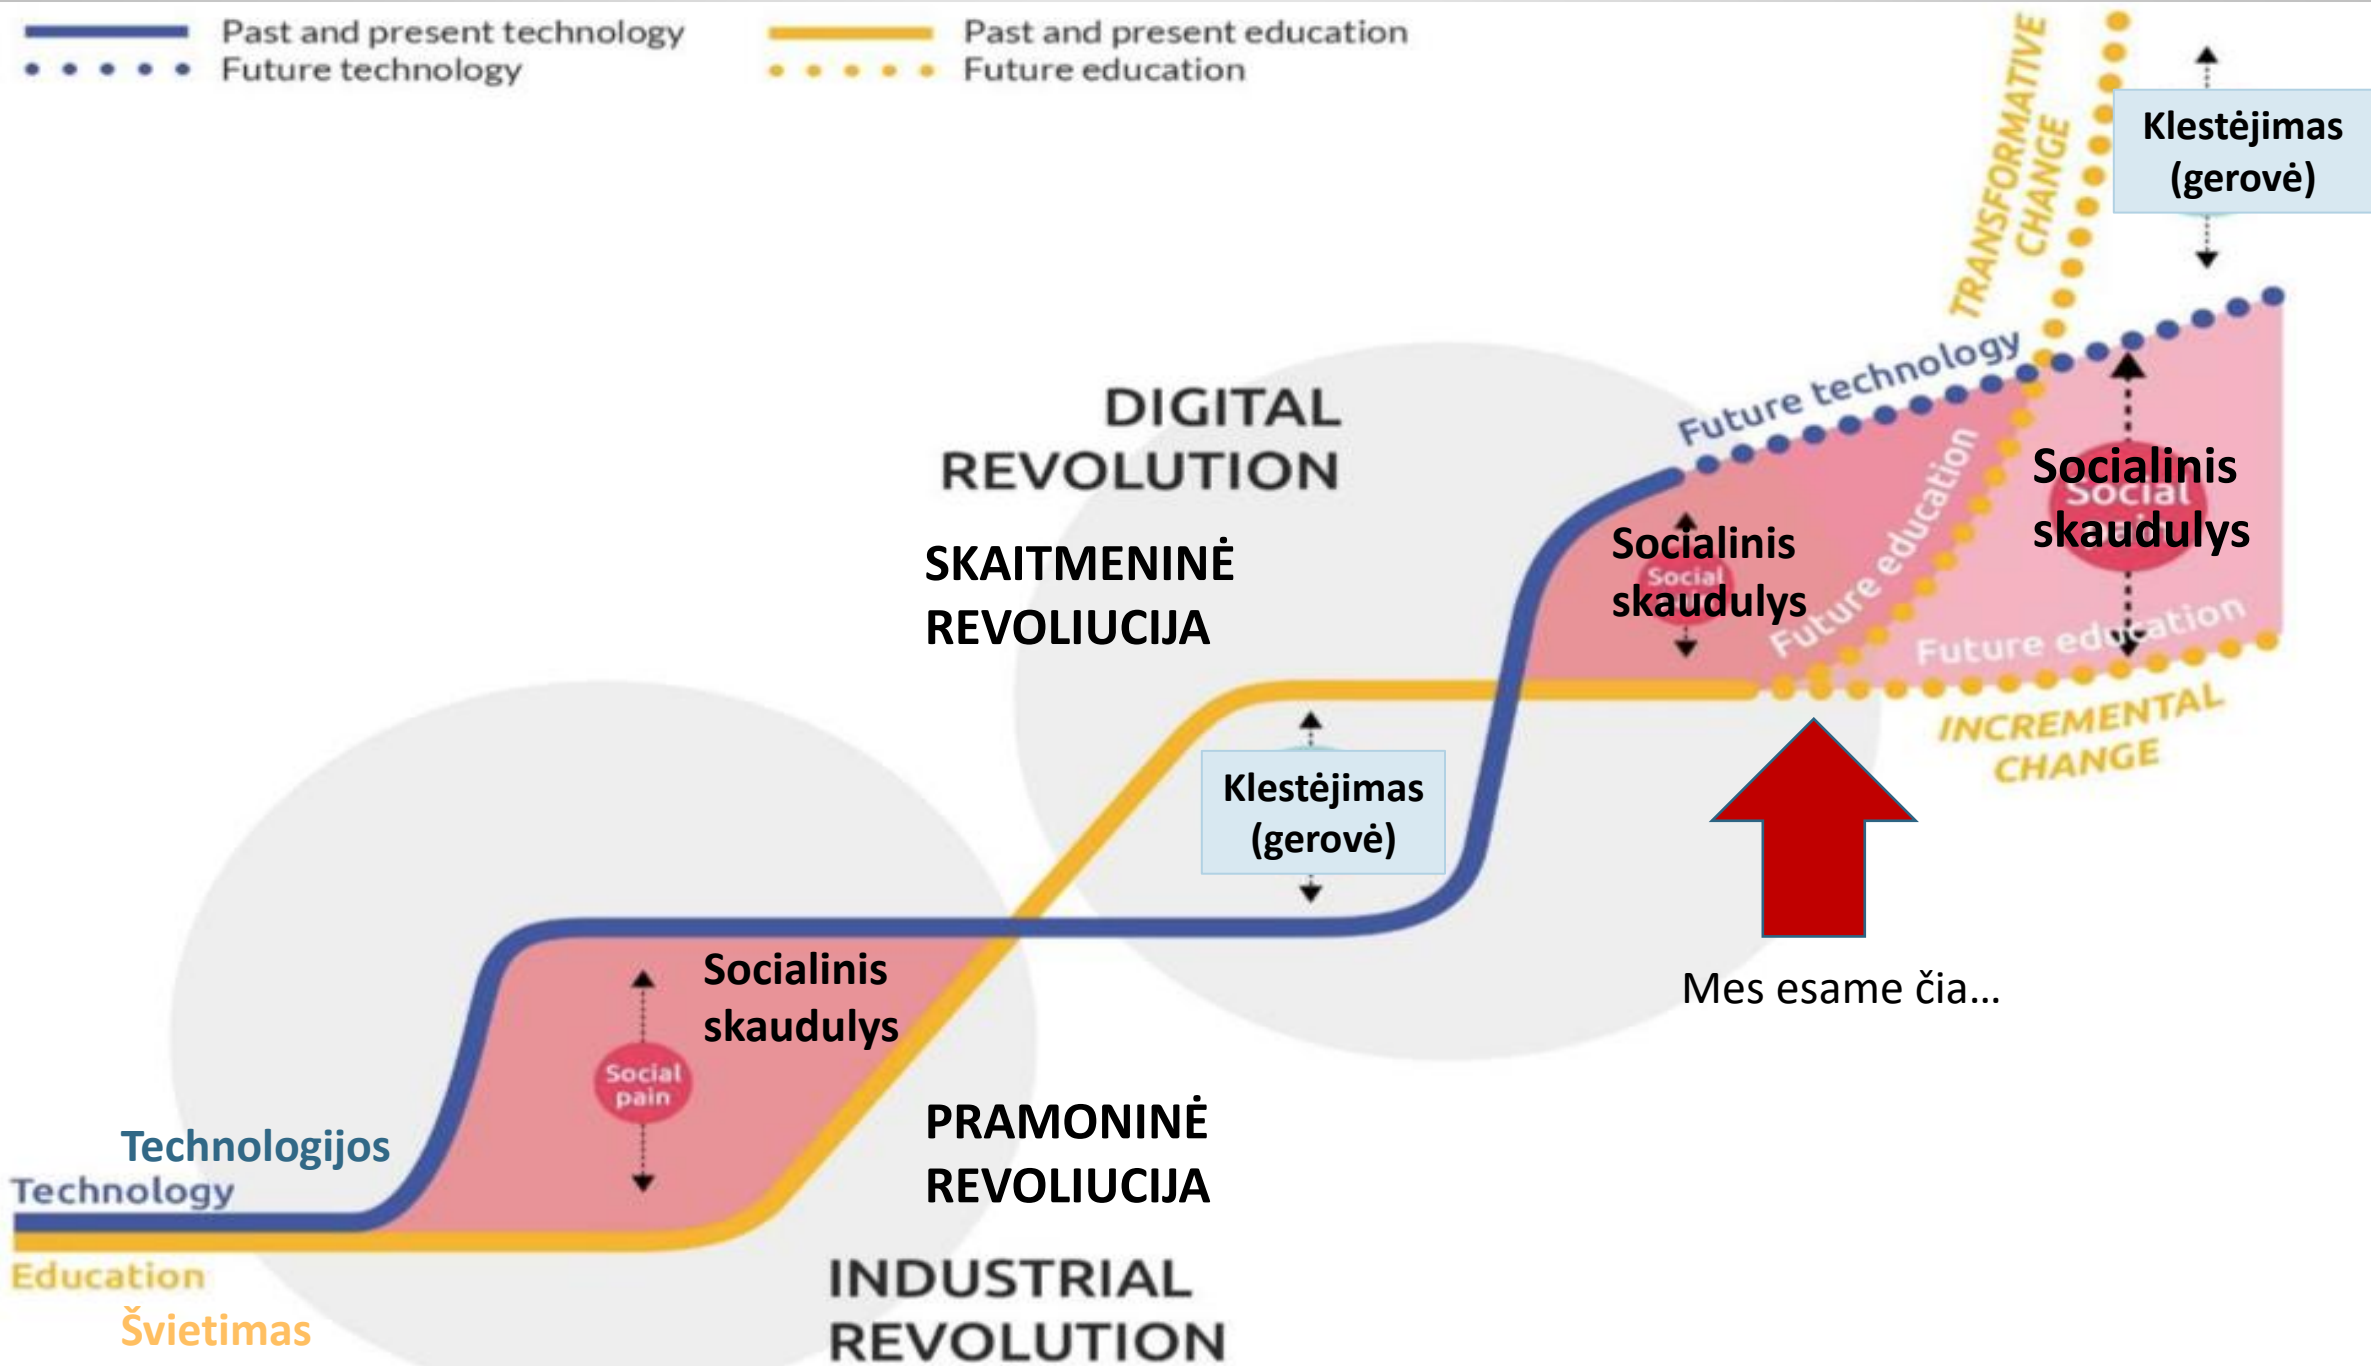 Past and present technology
Future technology
Past and present education
Future education
TRANSFORMATIVE
CHANGE
Klestėjimas
(gerovė)
DIGITAL
REVOLUTION
SKAITMENINĖ
REVOLIUCIJA
Future technology
Future education
Socialinis
skaudulys
Social
Socialinis
skaudulys
Social
Future education
INCREMENTAL
CHANGE
Klestėjimas
(gerovė)
Mes esame čia...
Socialinis
skaudulys
Social
pain
PRAMONINĖ
REVOLIUCIJA
INDUSTRIAL
REVOLUTION
Technologijos
Technology
Education
Švietimas